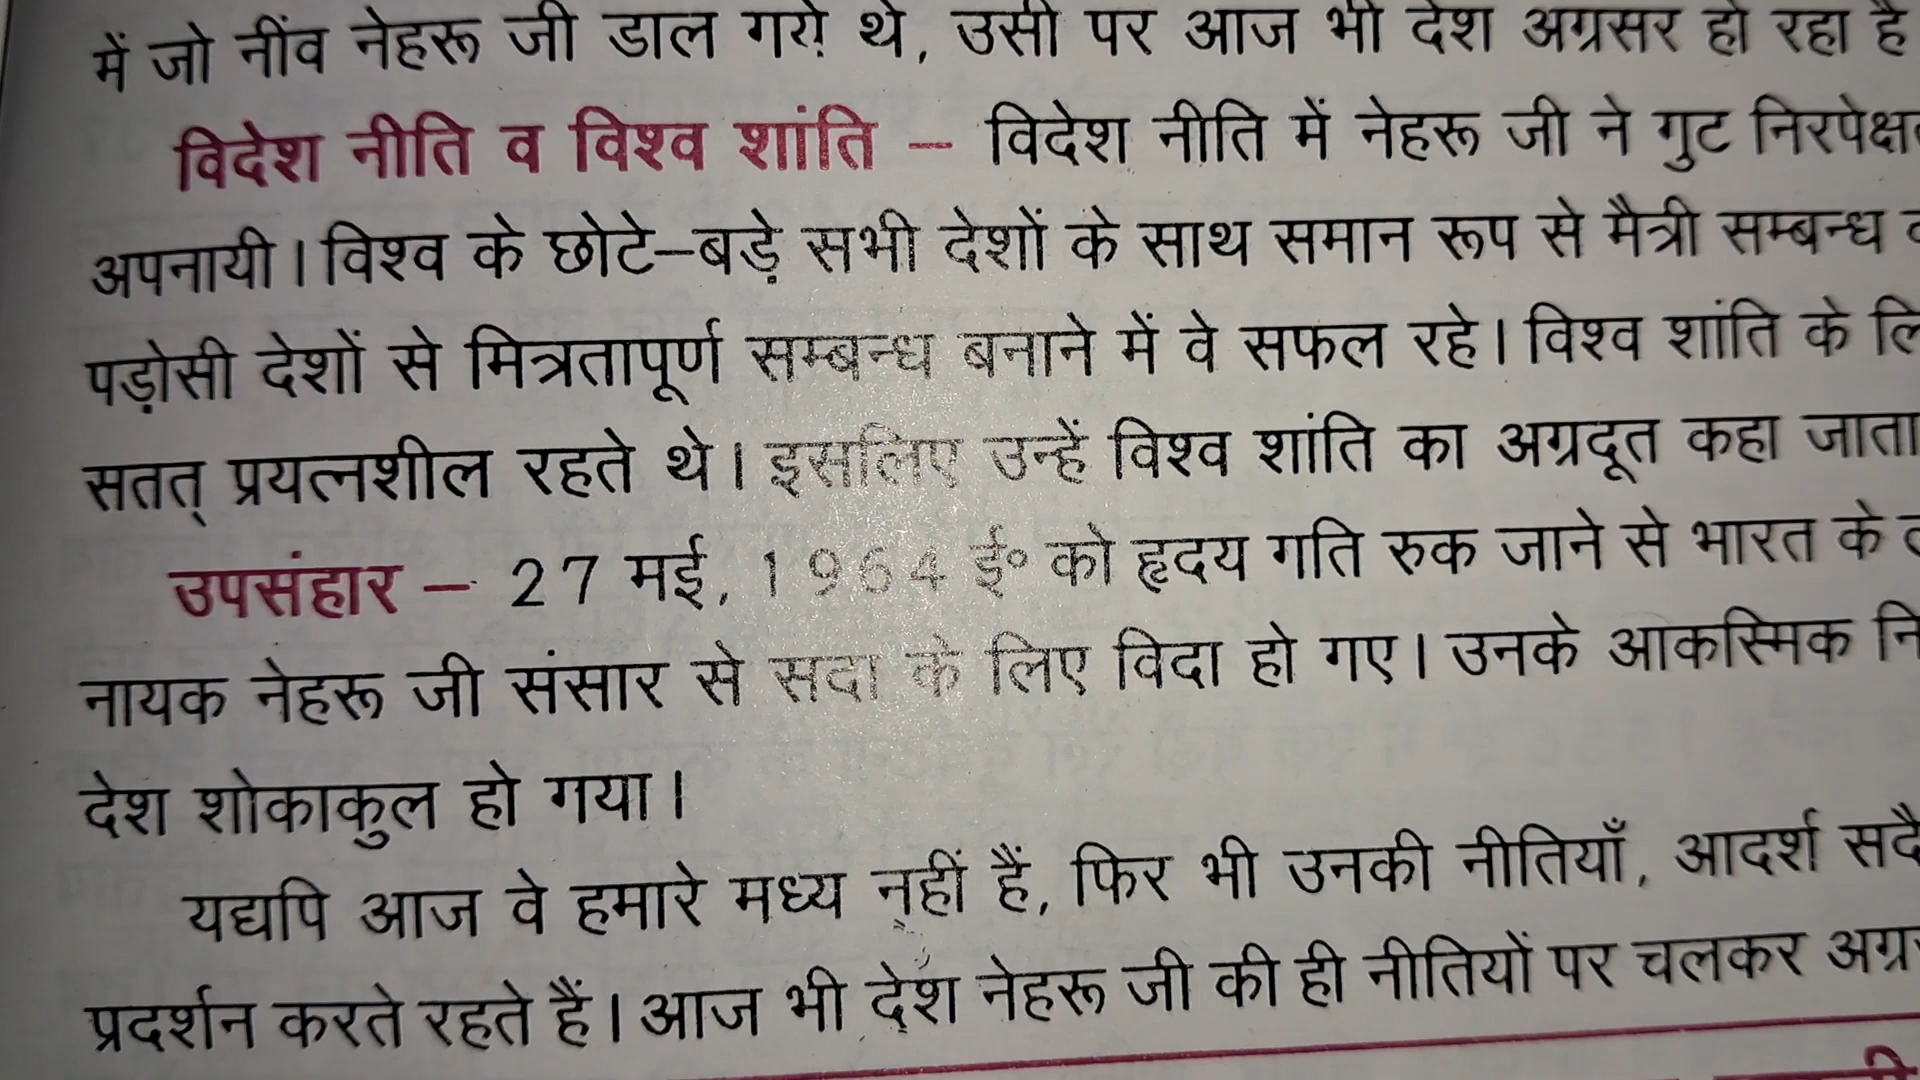 में जो नींव नेहरू जी डाल गये थे, उसी पर आज भी देश अग्रसर हो रहा है
विदेश नीति व विश्व शांति – विदेश नीति में नेहरू जी ने गुट
अपनायी। विश्व के छोटे–बड़े सभी देशों के साथ समान रूप से मैत्री सम्बन्ध
पड़ोसी देशों से मित्रतापूर्ण सम्बन्ध बनाने में वे सफल रहे। विश्व शांति के
सतत् प्रयत्नशील रहते थे। इसलिए उन्हें विश्व शांति का अग्रदूत कहा जाता
उपसंहार – 27 मई, 1964 ई० को हृदय गति रुक जाने से भारत के
नायक नेहरू जी संसार से सदा के लिए विदा हो गए। उनके आकस्मिक
देश शोकाकुल हो गया।
यद्यपि आज वे हमारे मध्य नहीं हैं, फिर भी उनकी नीतियाँ, आदर्श
प्रदर्शन करते रहते हैं। आज भी देश नेहरू जी की ही नीतियों पर चलकर